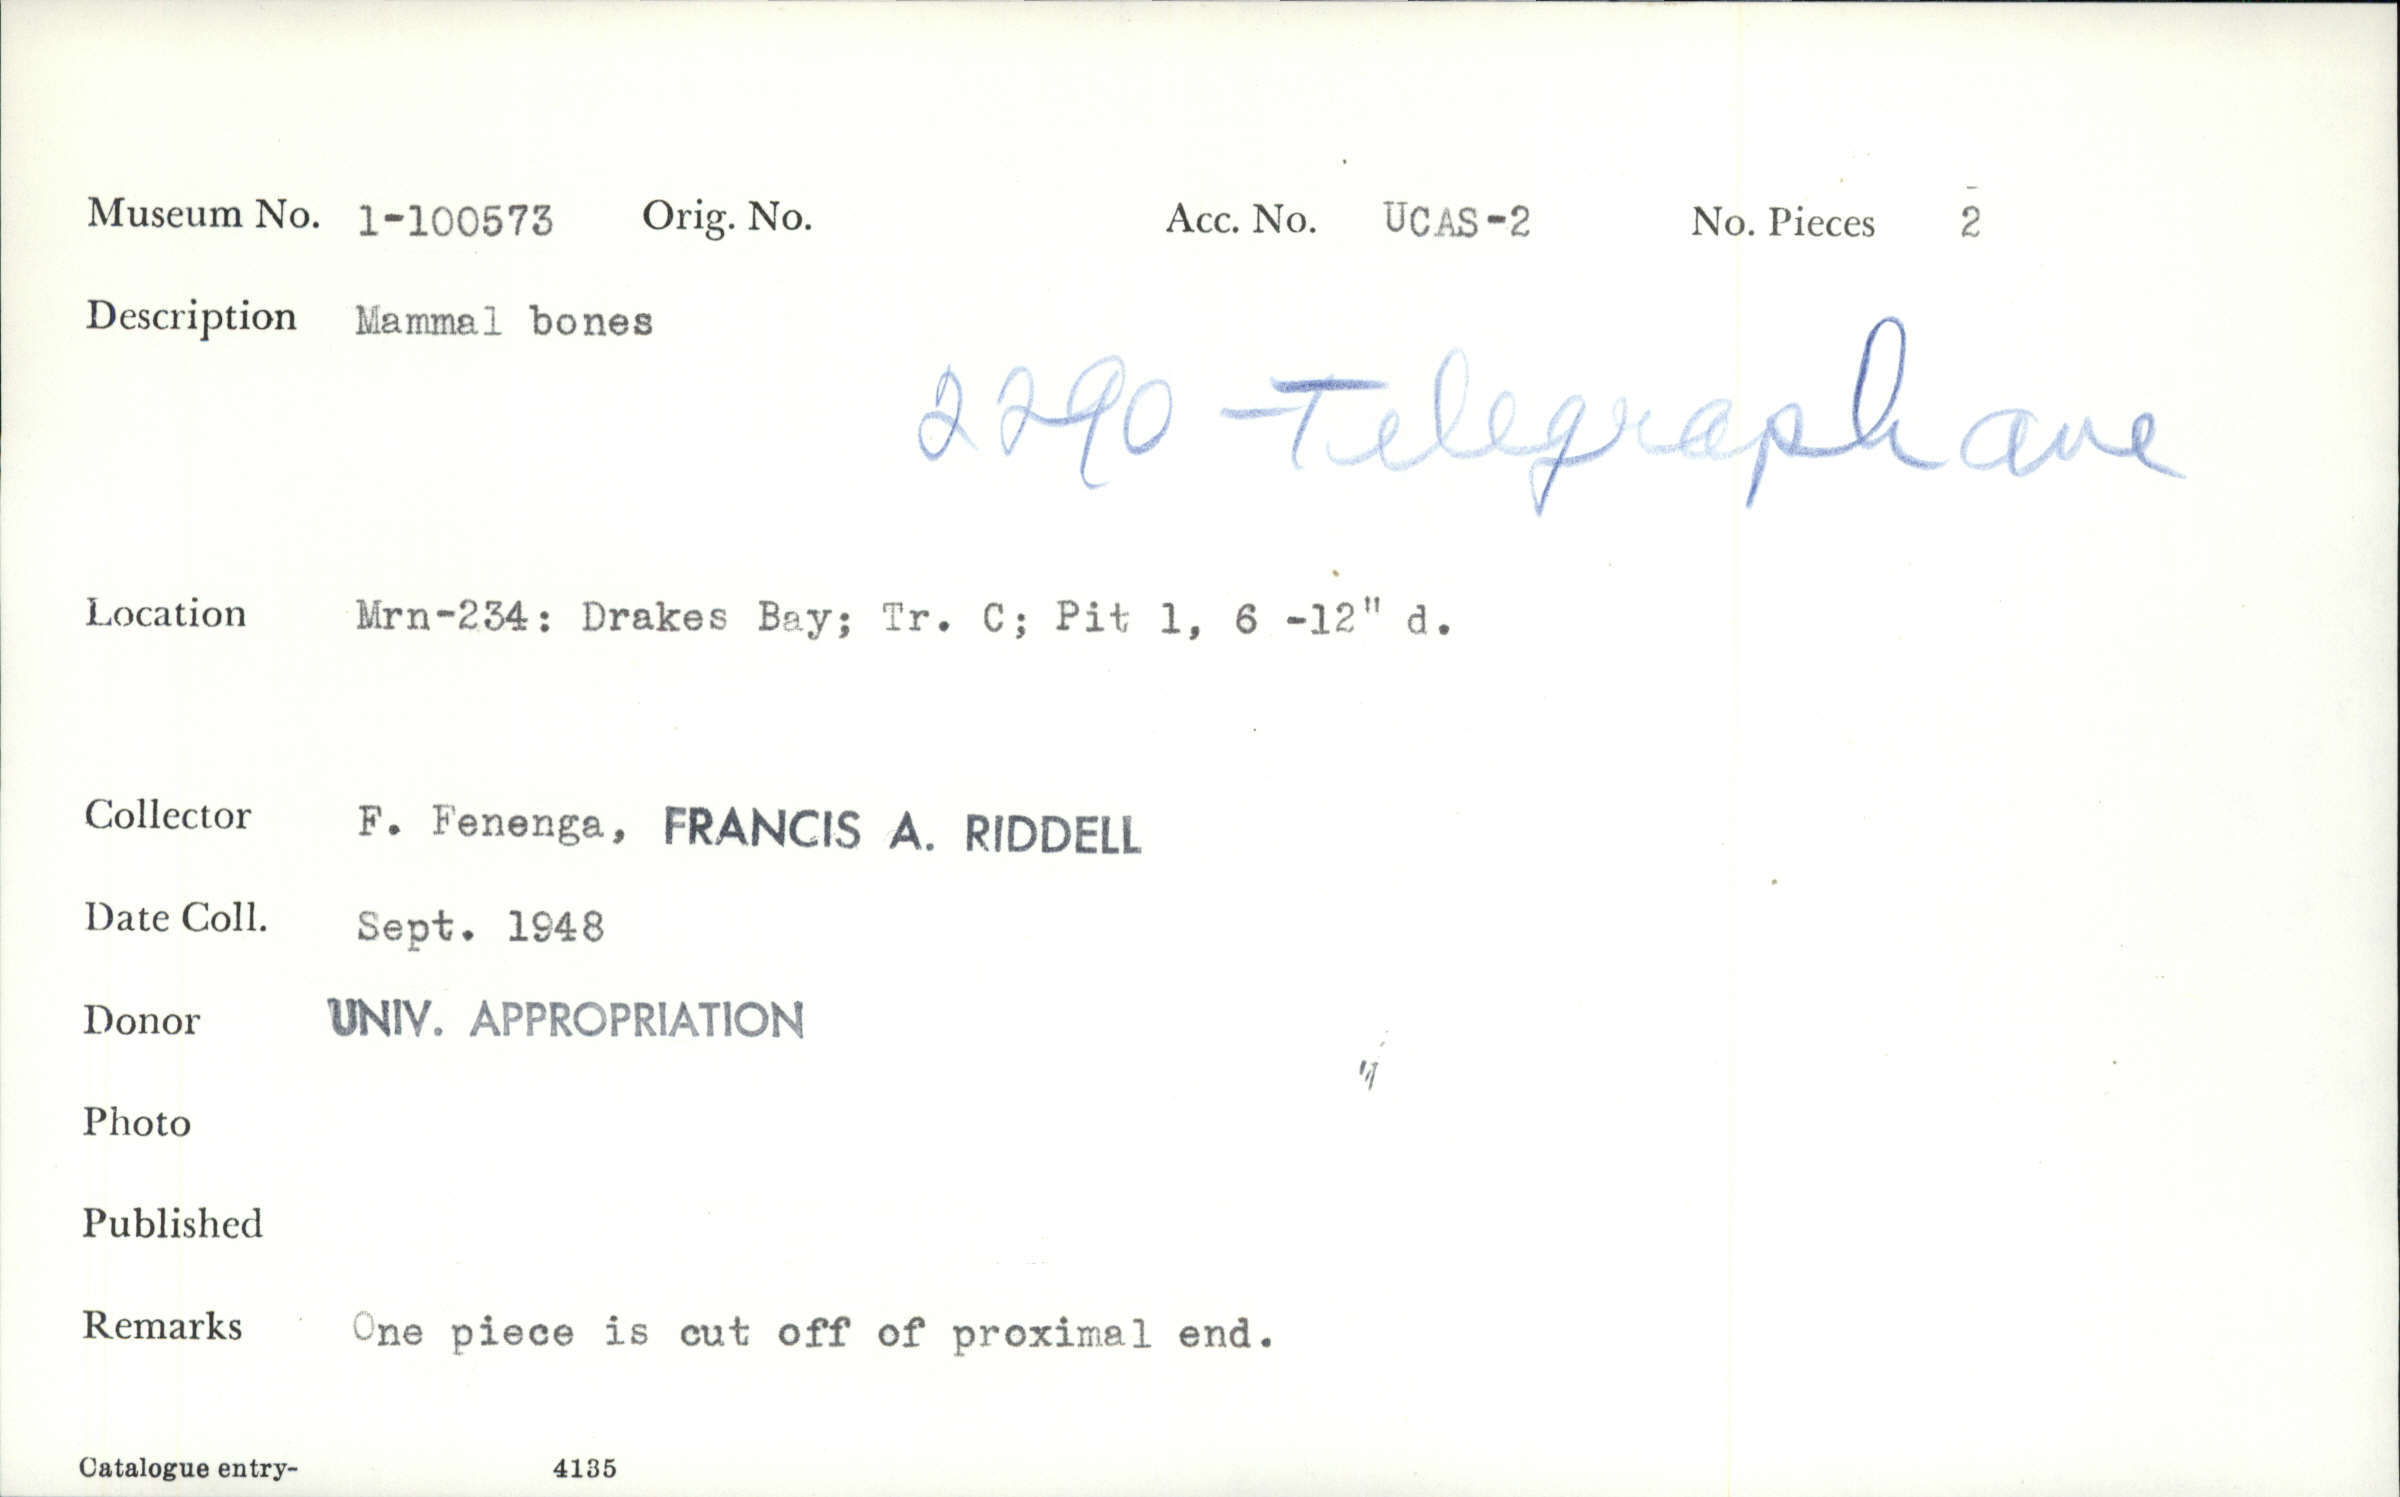 Museum No. 1-100573 Orig. No. Acc. No. UCAS-2 No. Pieces 2
Description Mammal bones
2290 - Telegraph ave
Location Mrn-234: Drakes Bay; Tr. C; Pit 1, 6 -12" d.
Collector F. Fenenga, FRANCIS A. RIDDELL
Date Coll. Sept. 1948
Donor UNIV. APPROPRIATION
Photo
Published
Remarks One piece is cut off of proximal end.
Catalogue entry- 4135